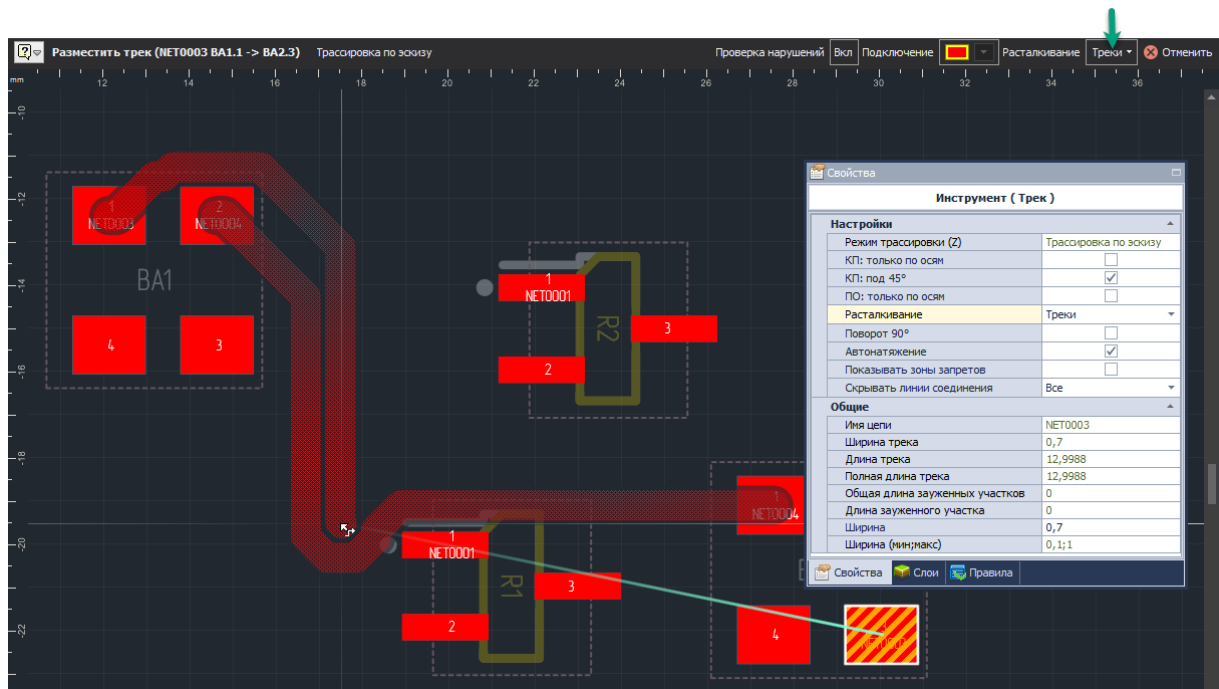 Разместить трек (NET0003 BA1.1 -> BA2.3) Трассировка по эскизу Проверка нарушений Вкл Подключение Расталкивание Треки Отменить
mm 12 14 16 18 20 22 24 26 28 30 32 34 36
-10
-12
-14
-16
-18
-20
-22
1
NET0003
2
NET0004
BA1
4
3
1
NET0001
R2
3
2
1
NET0004
1
NET0001
R1
3
2
4
Свойства
Инструмент ( Трек )
Настройки
Режим трассировки (Z) Трассировка по эскизу
КП: только по осям
КП: под 45°
ПО: только по осям
Расталкивание Треки
Поворот 90°
Автонатяжение
Показывать зоны запретов
Скрывать линии соединения Все
Общие
Имя цепи NET0003
Ширина трека 0,7
Длина трека 12,9988
Полная длина трека 12,9988
Общая длина зауженных участков 0
Длина зауженного участка 0
Ширина 0,7
Ширина (мин;макс) 0,1;1
Свойства Слои Правила